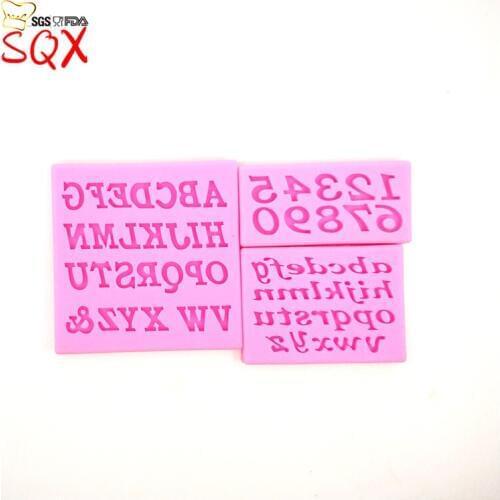 SGS FDA
SQX
ABCDEFG
HIJKLMN
OPQRSTU
VW XYZ&
12345
67890
abcdefg
hijklmn
opqrstu
vwxyz